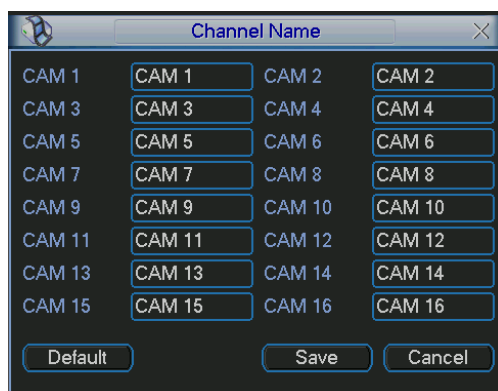 Channel Name
CAM 1 CAM 1 CAM 2 CAM 2
CAM 3 CAM 3 CAM 4 CAM 4
CAM 5 CAM 5 CAM 6 CAM 6
CAM 7 CAM 7 CAM 8 CAM 8
CAM 9 CAM 9 CAM 10 CAM 10
CAM 11 CAM 11 CAM 12 CAM 12
CAM 13 CAM 13 CAM 14 CAM 14
CAM 15 CAM 15 CAM 16 CAM 16
Default Save Cancel